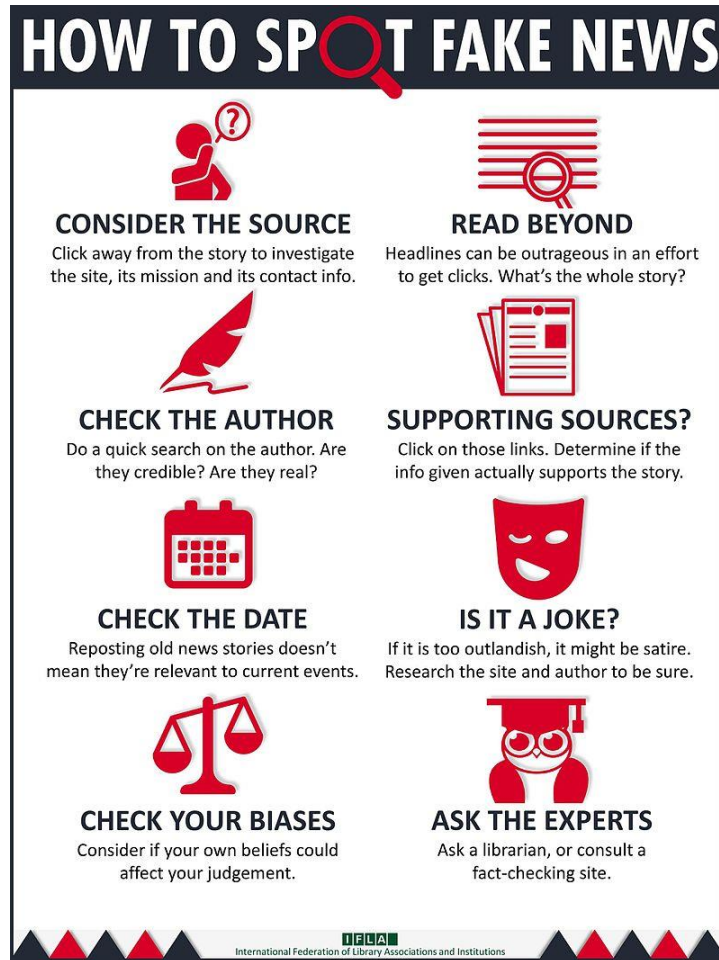 HOW TO SPOT FAKE NEWS
?
CONSIDER THE SOURCE
Click away from the story to investigate
the site, its mission and its contact info.
READ BEYOND
Headlines can be outrageous in an effort
to get clicks. What's the whole story?
CHECK THE AUTHOR
Do a quick search on the author. Are
they credible? Are they real?
SUPPORTING SOURCES?
Click on those links. Determine if the
info given actually supports the story.
CHECK THE DATE
Reposting old news stories doesn't
mean they're relevant to current events.
IS IT A JOKE?
If it is too outlandish, it might be satire.
Research the site and author to be sure.
CHECK YOUR BIASES
Consider if your own beliefs could
affect your judgement.
ASK THE EXPERTS
Ask a librarian, or consult a
fact-checking site.
IFLA
International Federation of Library Associations and Institutions